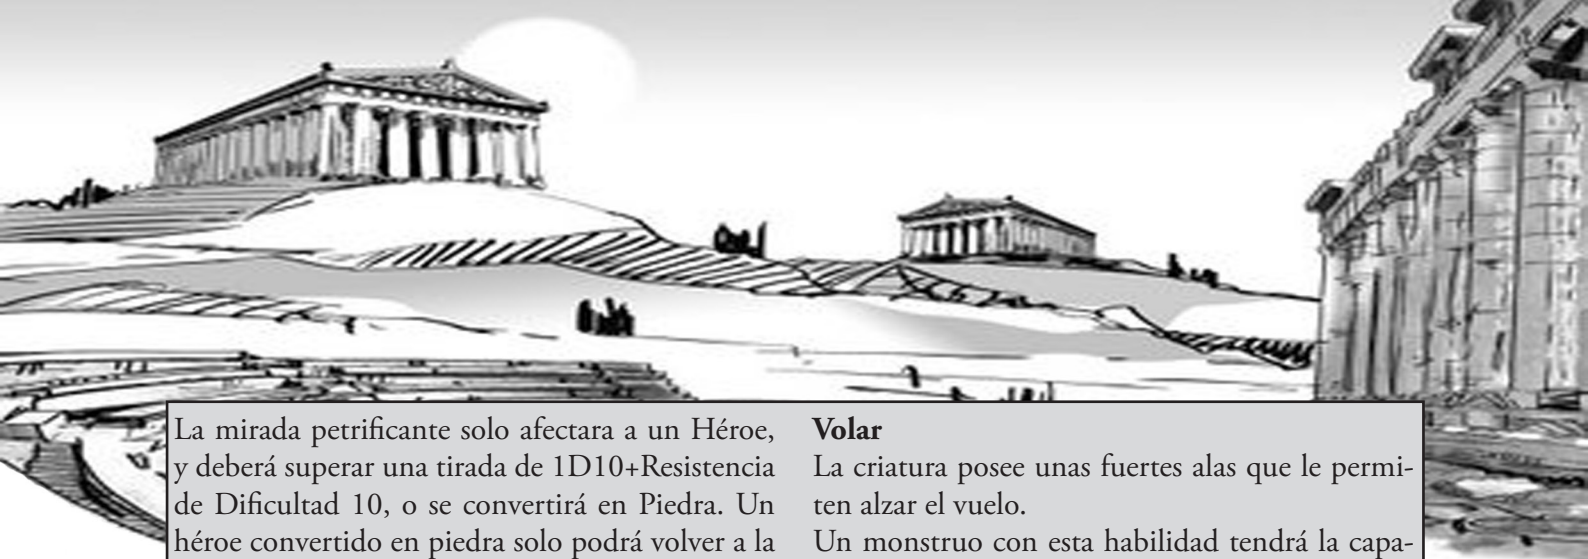 La mirada petrificante solo afectara a un Héroe,
y deberá superar una tirada de 1D10+Resistencia
de Dificultad 10, o se convertirá en Piedra. Un
héroe convertido en piedra solo podrá volver a la
Volar
La criatura posee unas fuertes alas que le permi-
ten alzar el vuelo.
Un monstruo con esta habilidad tendrá la capa-